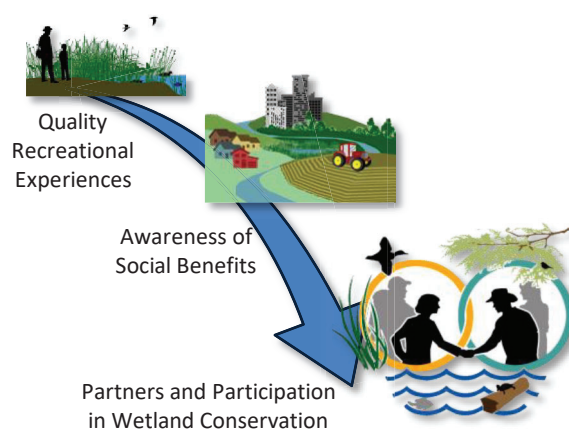 Quality
Recreational
Experiences
Awareness of
Social Benefits
Partners and Participation
in Wetland Conservation